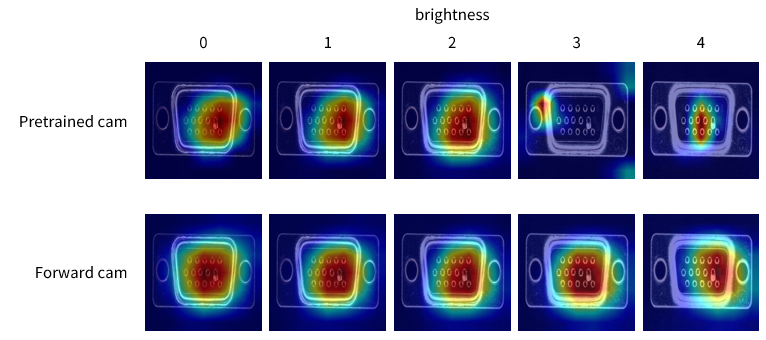 brightness
0 1 2 3 4
Pretrained cam
Forward cam